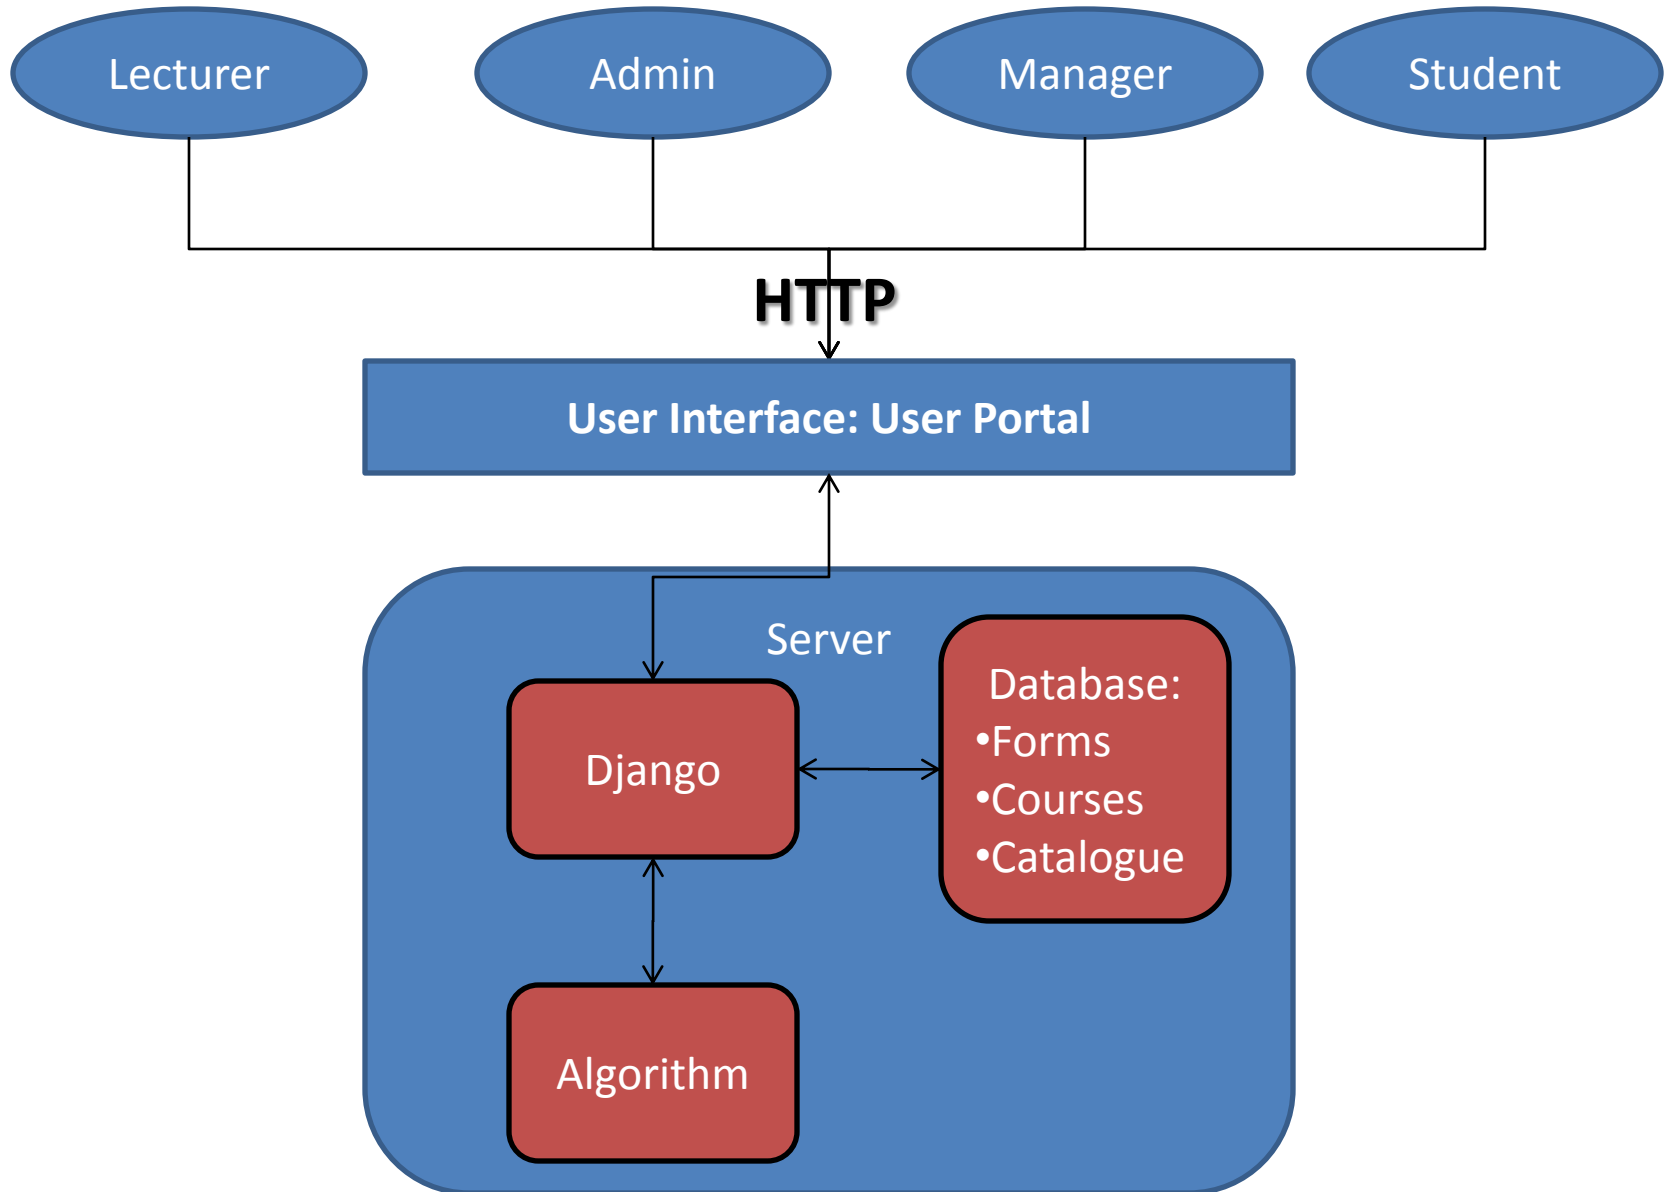 Lecturer
Admin
Manager
Student
HTTP
User Interface: User Portal
Server
Database:
•Forms
•Courses
•Catalogue
Django
Algorithm